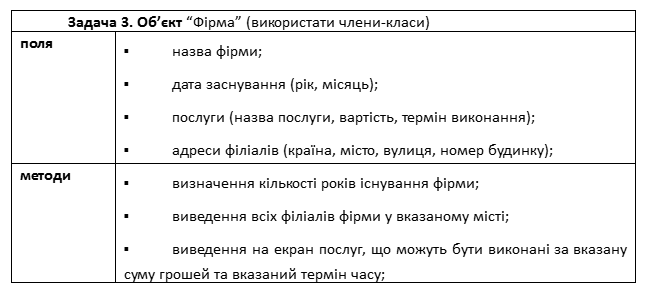 Задача 3. Об’єкт “Фірма” (використати члени-класи)
поля
▪ назва фірми;
▪ дата заснування (рік, місяць);
▪ послуги (назва послуги, вартість, термін виконання);
▪ адреси філіалів (країна, місто, вулиця, номер будинку);
методи
▪ визначення кількості років існування фірми;
▪ виведення всіх філіалів фірми у вказаному місті;
▪ виведення на екран послуг, що можуть бути виконані за вказану
суму грошей та вказаний термін часу;